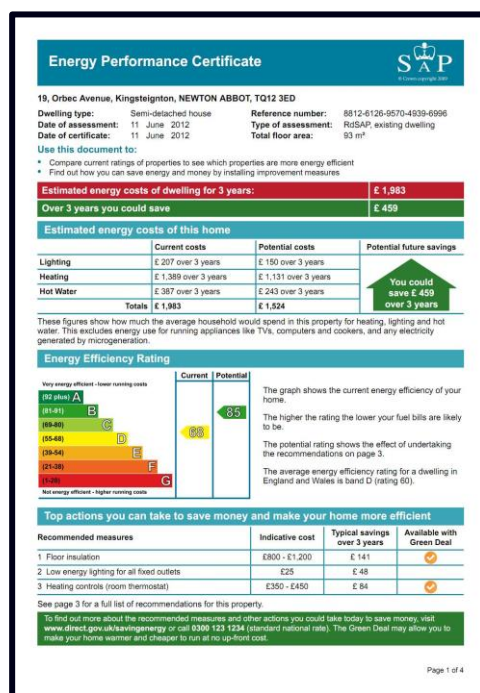 Energy Performance Certificate
SAP
© Crown copyright 2009
19, Orbec Avenue, Kingsteignton, NEWTON ABBOT, TQ12 3ED
Dwelling type: Semi-detached house Reference number: 8812-6126-9570-4939-6996
Date of assessment: 11 June 2012 Type of assessment: RdSAP, existing dwelling
Date of certificate: 11 June 2012 Total floor area: 93 m²
Use this document to:
▪ Compare current ratings of properties to see which properties are more energy efficient
▪ Find out how you can save energy and money by installing improvement measures
Estimated energy costs of dwelling for 3 years: £ 1,983
Over 3 years you could save £ 459
Estimated energy costs of this home
Current costs Potential costs Potential future savings
Lighting £ 207 over 3 years £ 150 over 3 years
Heating £ 1,389 over 3 years £ 1,131 over 3 years
Hot Water £ 387 over 3 years £ 243 over 3 years
Totals £ 1,983 £ 1,524
You could
save £ 459
over 3 years
These figures show how much the average household would spend in this property for heating, lighting and hot
water. This excludes energy use for running appliances like TVs, computers and cookers, and any electricity
generated by microgeneration.
Energy Efficiency Rating
Current Potential
Very energy efficient - lower running costs
(92 plus) A
(81-91) B
(69-80) C
(55-68) D
(39-54) E
(21-38) F
(1-20) G
Not energy efficient - higher running costs
68
85
The graph shows the current energy efficiency of your
home.
The higher the rating the lower your fuel bills are likely
to be.
The potential rating shows the effect of undertaking
the recommendations on page 3.
The average energy efficiency rating for a dwelling in
England and Wales is band D (rating 60).
Top actions you can take to save money and make your home more efficient
Recommended measures Indicative cost Typical savings over 3 years Available with Green Deal
1 Floor insulation £800 - £1,200 £ 141
2 Low energy lighting for all fixed outlets £25 £ 48
3 Heating controls (room thermostat) £350 - £450 £ 84
See page 3 for a full list of recommendations for this property.
To find out more about the recommended measures and other actions you could take today to save money, visit
www.direct.gov.uk/savingenergy or call 0300 123 1234 (standard national rate). The Green Deal may allow you to
make your home warmer and cheaper to run at no up-front cost.
Page 1 of 4